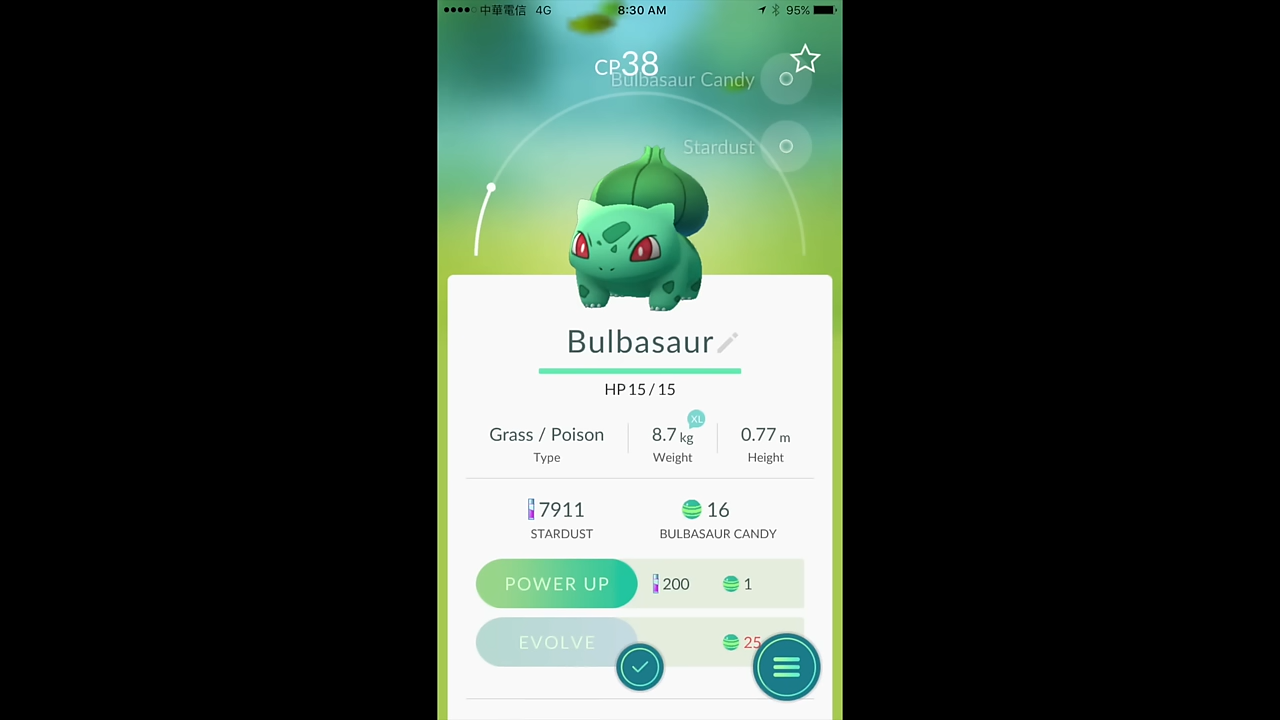 中華電信 4G 8:30 AM 95%
CP38
Bulbasaur Candy
Stardust
Bulbasaur
HP 15 / 15
XL
Grass / Poison 8.7 kg 0.77 m
Type Weight Height
7911 16
STARDUST BULBASAUR CANDY
POWER UP 200 1
EVOLVE 25